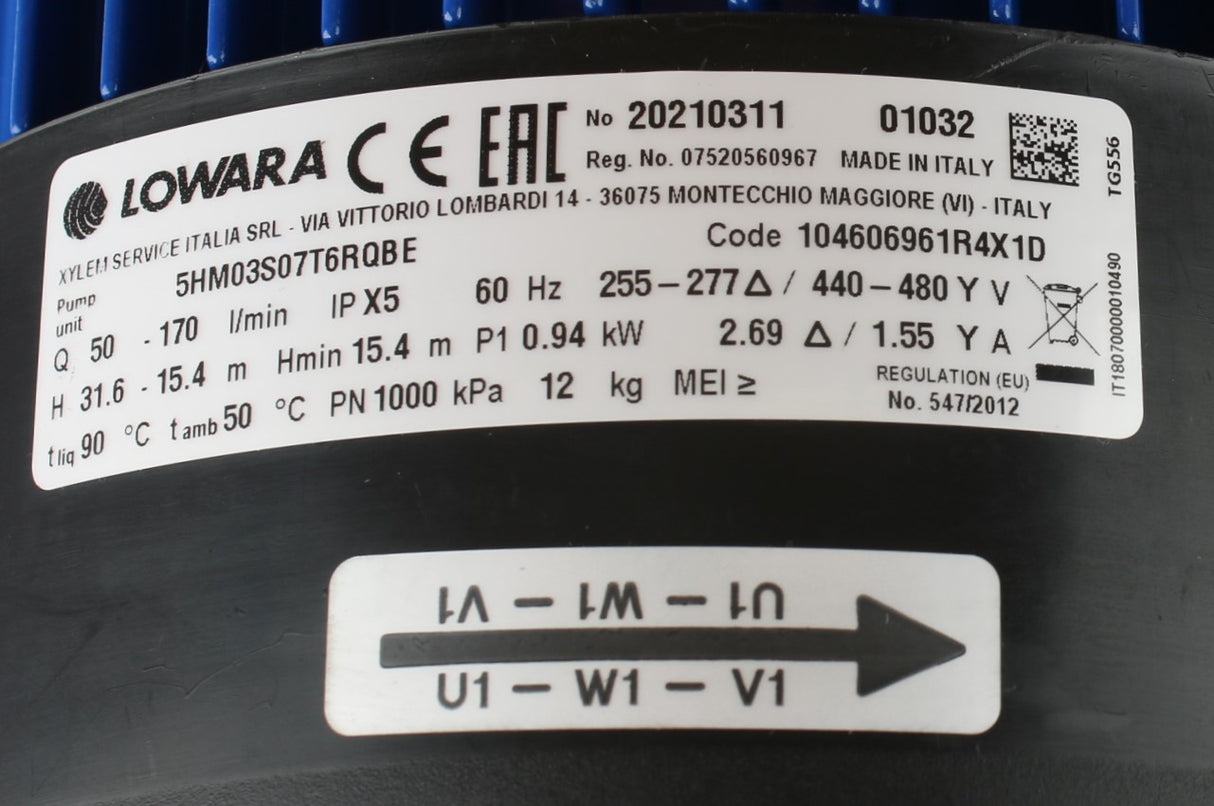 LOWARA CE EAC No 20210311 01032
Reg. No. 07520560967 MADE IN ITALY
XYLEM SERVICE ITALIA SRL - VIA VITTORIO LOMBARDI 14 - 36075 MONTECCHIO MAGGIORE (VI) - ITALY
Pump unit 5HM03S07T6RQBE Code 104606961R4X1D
Q 50 - 170 l/min IP X5 60 Hz 255-277 Δ / 440-480 Y V
H 31.6 - 15.4 m Hmin 15.4 m P1 0.94 kW 2.69 Δ / 1.55 Y A
t liq 90 °C t amb 50 °C PN 1000 kPa 12 kg MEI ≥ REGULATION (EU)
No. 547/2012
TG556
IT180700000010490
U1 - W1 - V1
U1 - W1 - V1